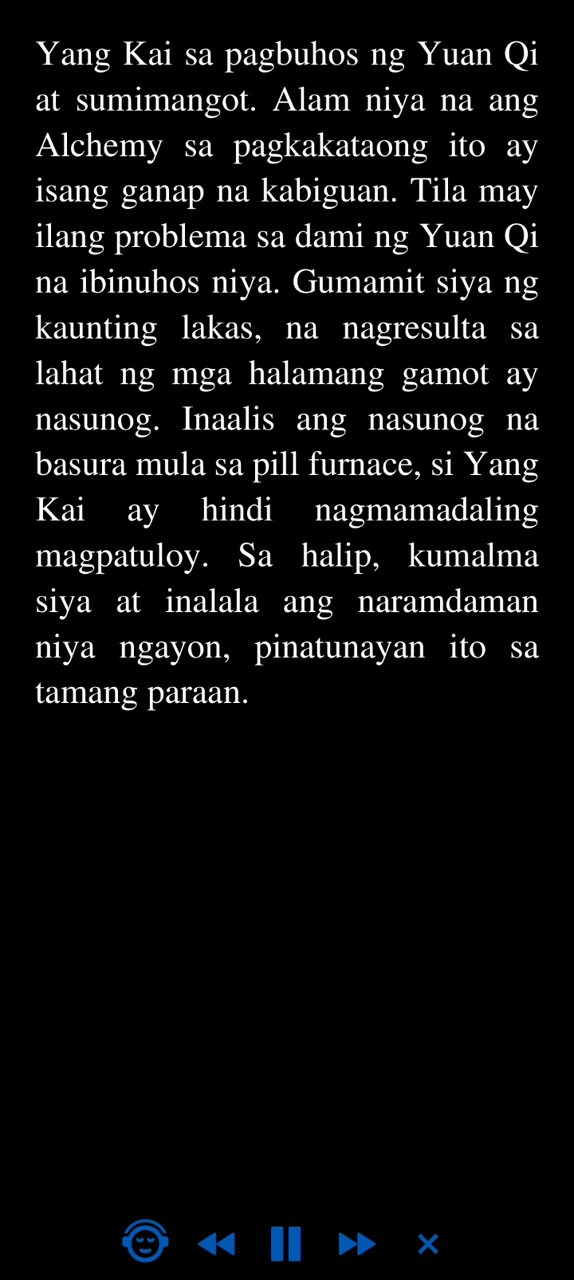 Yang Kai sa pagbuhos ng Yuan Qi
at sumimangot. Alam niya na ang
Alchemy sa pagkakataong ito ay
isang ganap na kabiguan. Tila may
ilang problema sa dami ng Yuan Qi
na ibinuhos niya. Gumamit siya ng
kaunting lakas, na nagresulta sa
lahat ng mga halamang gamot ay
nasunog. Inaalis ang nasunog na
basura mula sa pill furnace, si Yang
Kai ay hindi nagmamadaling
magpatuloy. Sa halip, kumalma
siya at inalala ang naramdaman
niya ngayon, pinatunayan ito sa
tamang paraan.